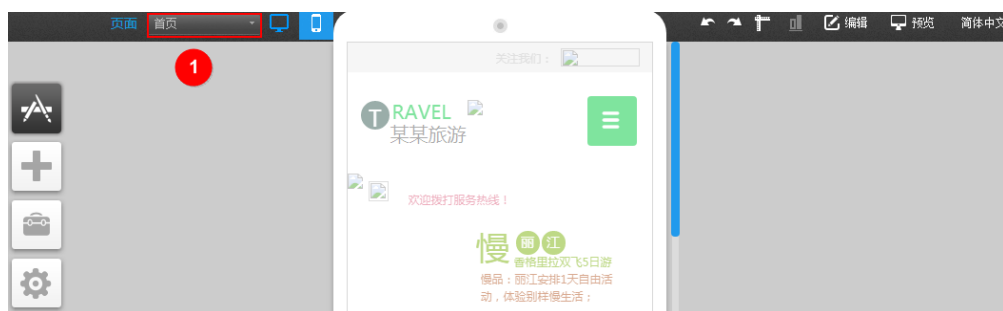 页面 首页 编辑 预览 简体中文
1
关注我们：
T RAVEL
某某旅游
欢迎拨打服务热线！
慢 丽 江
香格里拉双飞5日游
慢品：丽江安排1天自由活
动，体验别样慢生活；